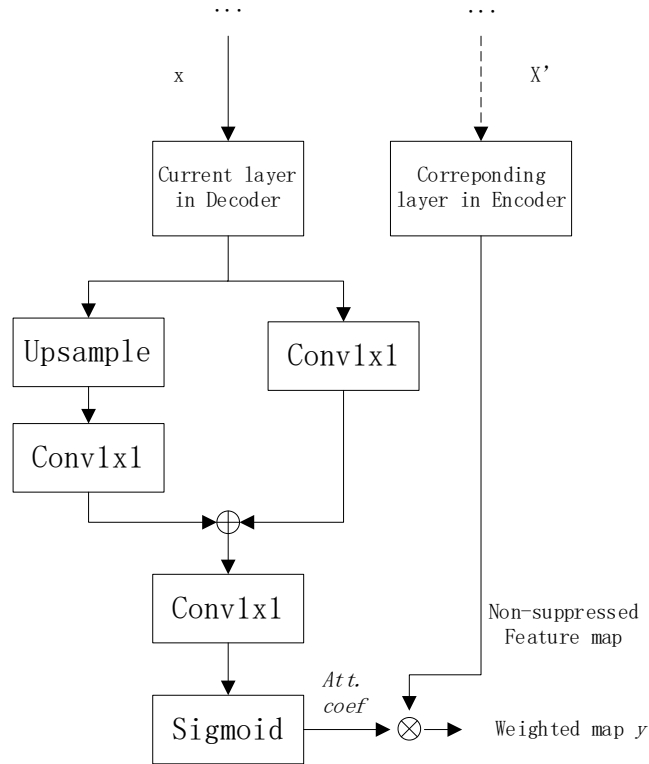 ...
...
x
X’
Current layer
in Decoder
Correponding
layer in Encoder
Upsample
Conv1x1
Conv1x1
Conv1x1
Non-suppressed
Feature map
Att.
coef
Sigmoid
Weighted map y